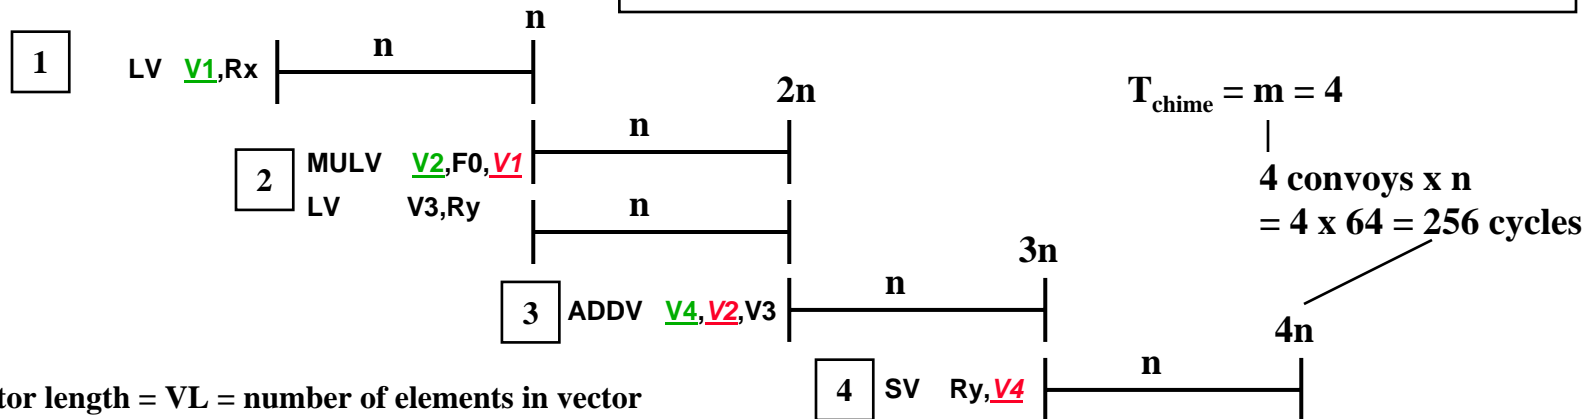 n
1
LV V1,Rx
n
2n
T_chime = m = 4
n
2
MULV V2,F0,V1
LV V3,Ry
n
4 convoys x n
= 4 x 64 = 256 cycles
3n
3
ADDV V4,V2,V3
n
4n
4
SV Ry,V4
n
length = VL = number of elements in vector